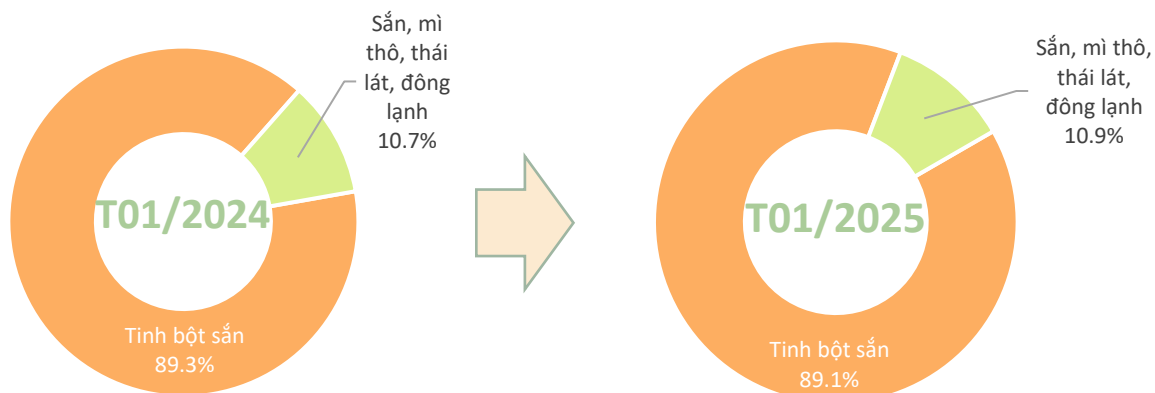 Sắn, mì
thô, thái
lát, đông
lạnh
10.7%
T01/2024
Tinh bột sắn
89.3%
Sắn, mì thô,
thái lát,
đông lạnh
10.9%
T01/2025
Tinh bột sắn
89.1%